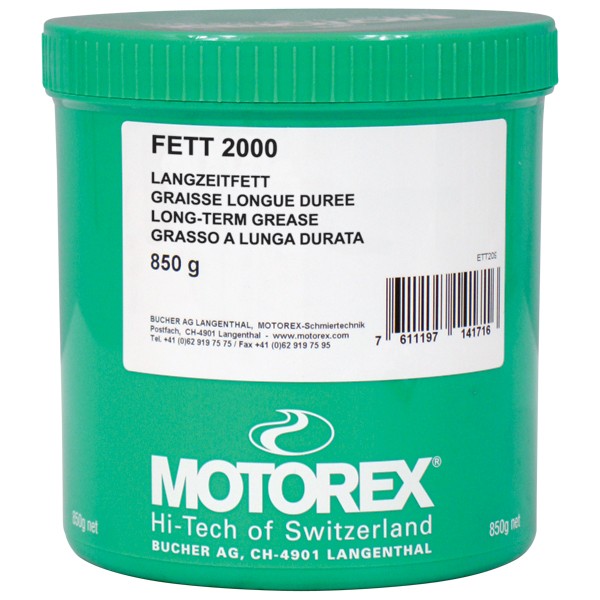 FETT 2000
LANGZEITFETT
GRAISSE LONGUE DUREE
LONG-TERM GREASE
GRASSO A LUNGA DURATA
850 g
ETT206
BUCHER AG LANGENTHAL, MOTOREX-Schmiertechnik
Postfach, CH-4901 Langenthal - www.motorex.com
Tel. +41 (0)62 919 75 75 / Fax +41 (0)62 919 75 95
7 611197 141716
MOTOREX®
Hi-Tech of Switzerland
BUCHER AG, CH-4901 LANGENTHAL
850g net
850g net